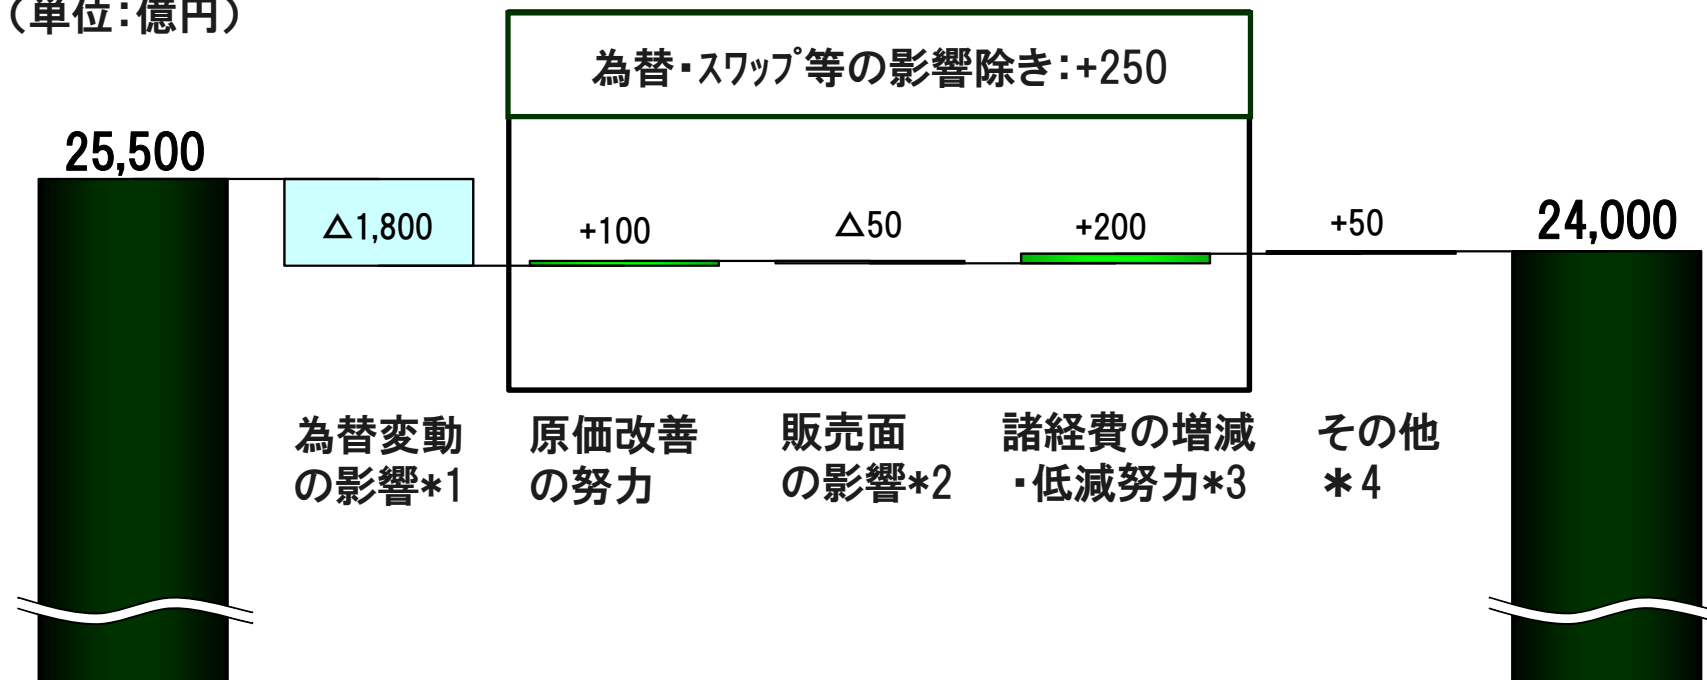 (単位:億円)
為替・ｽﾜｯﾌﾟ等の影響除き:+250
25,500
△1,800
+100
△50
+200
+50
24,000
為替変動
の影響*1
原価改善
の努力
販売面
の影響*2
諸経費の増減
・低減努力*3
その他
＊4